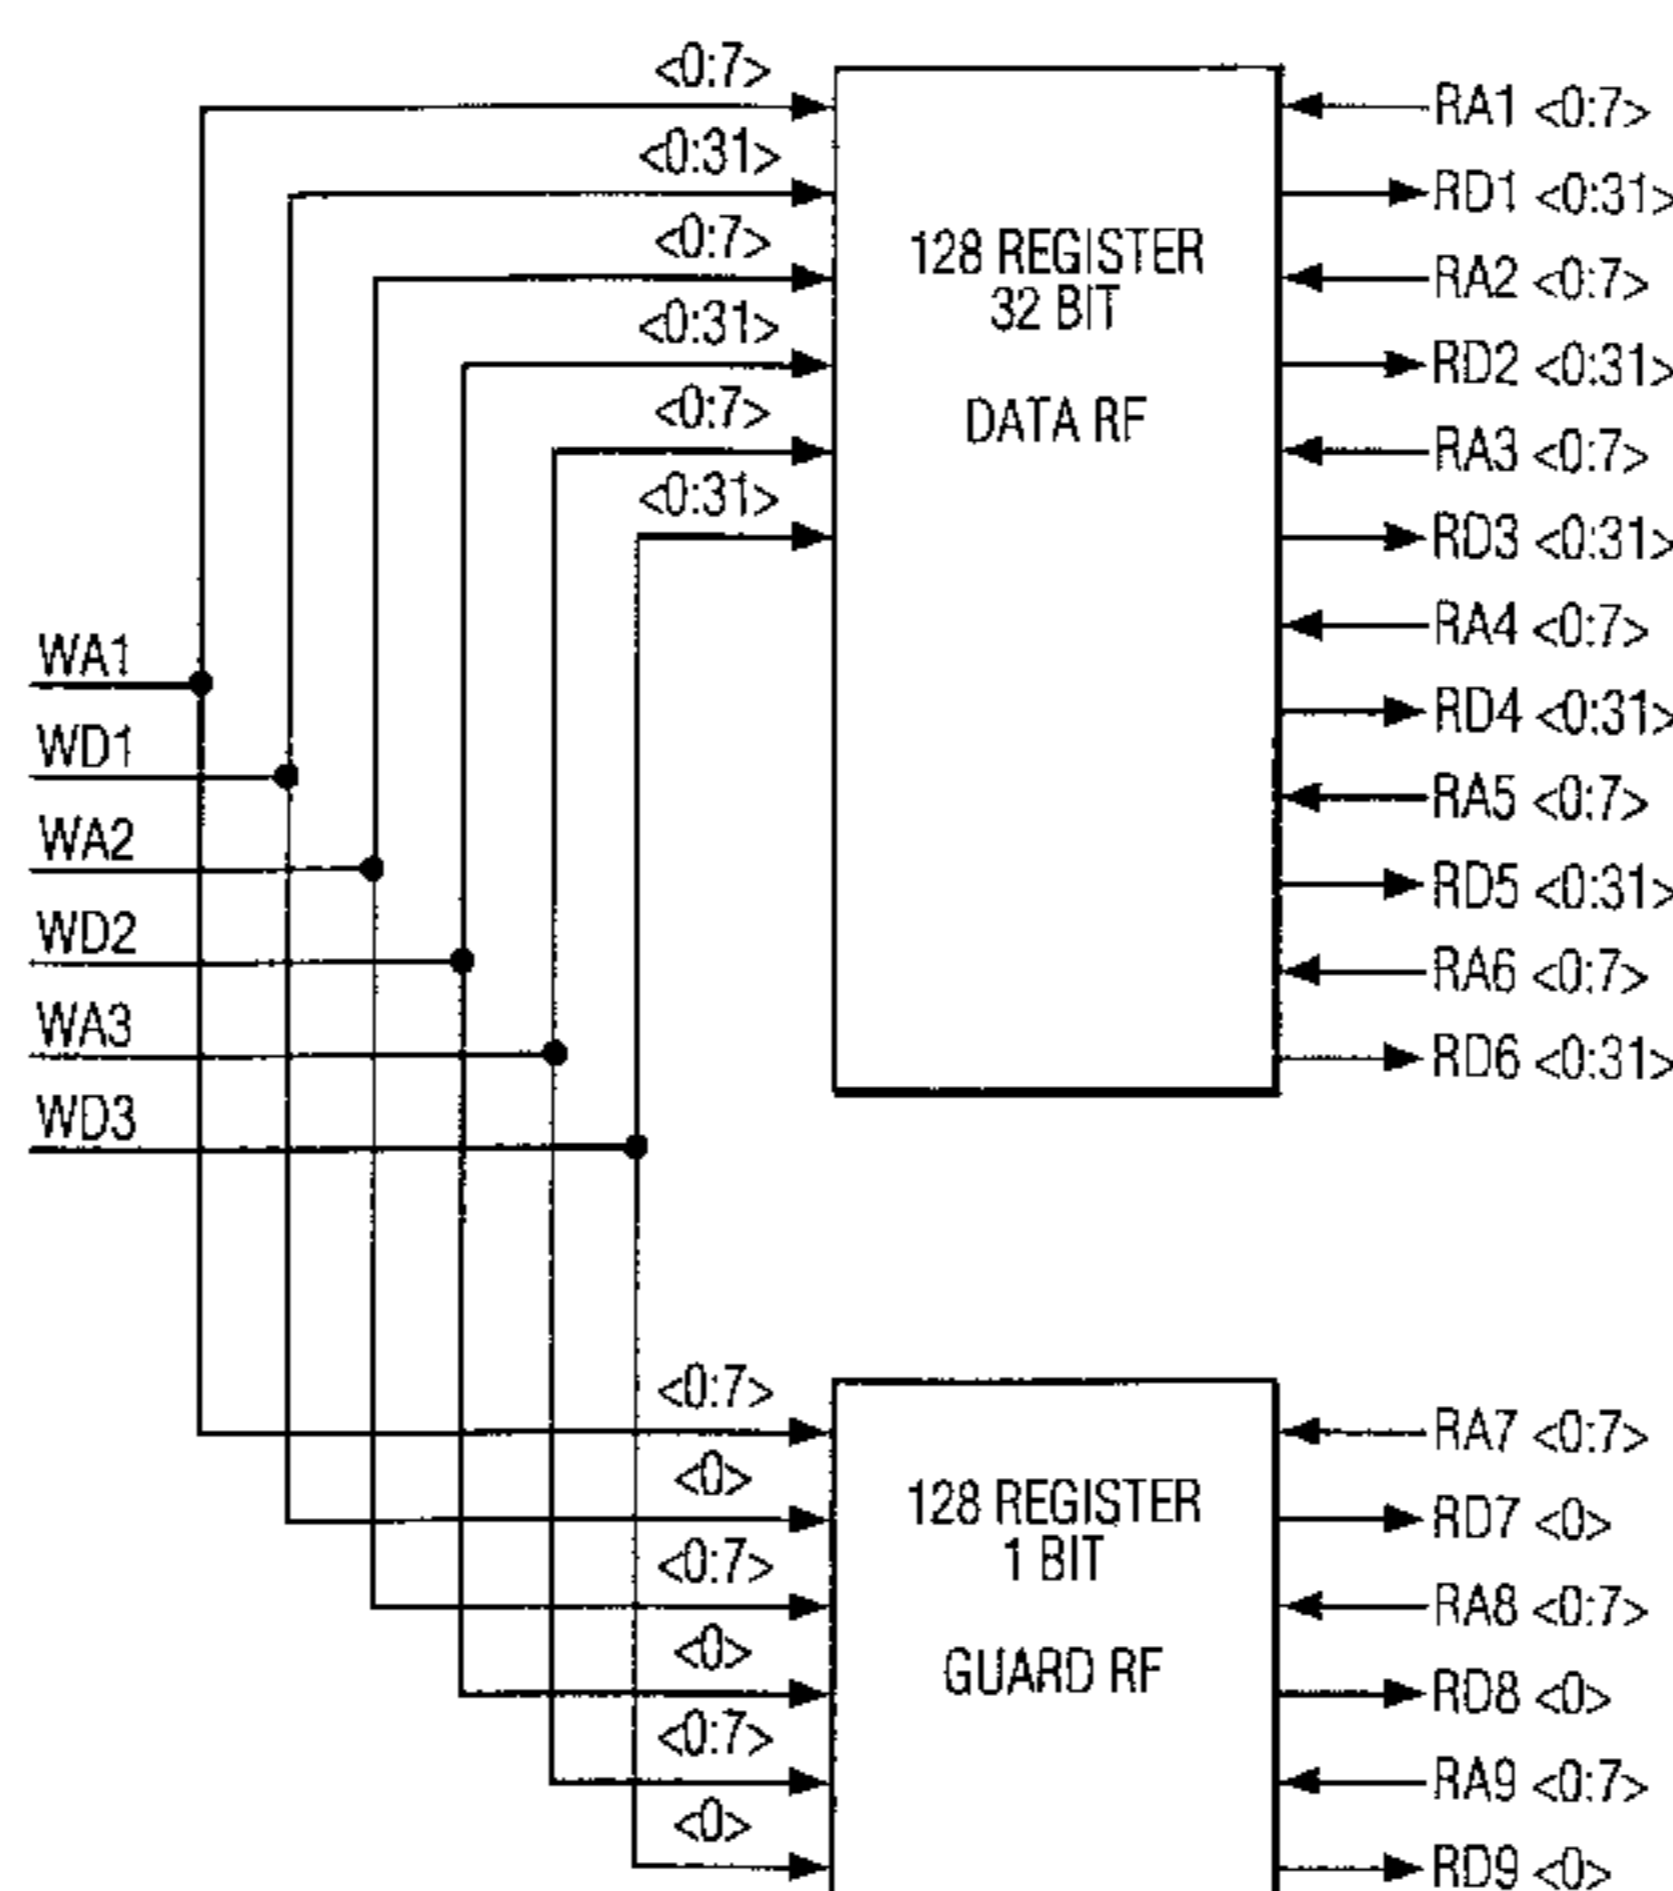 <0:7>
<0:31>
<0:7>
<0:31>
<0:7>
<0:31>
WA1
WD1
WA2
WD2
WA3
WD3
128 REGISTER
32 BIT
DATA RF
RA1 <0:7>
RD1 <0:31>
RA2 <0:7>
RD2 <0:31>
RA3 <0:7>
RD3 <0:31>
RA4 <0:7>
RD4 <0:31>
RA5 <0:7>
RD5 <0:31>
RA6 <0:7>
RD6 <0:31>
<0:7>
<0>
<0:7>
<0>
<0:7>
<0>
128 REGISTER
1 BIT
GUARD RF
RA7 <0:7>
RD7 <0>
RA8 <0:7>
RD8 <0>
RA9 <0:7>
RD9 <0>